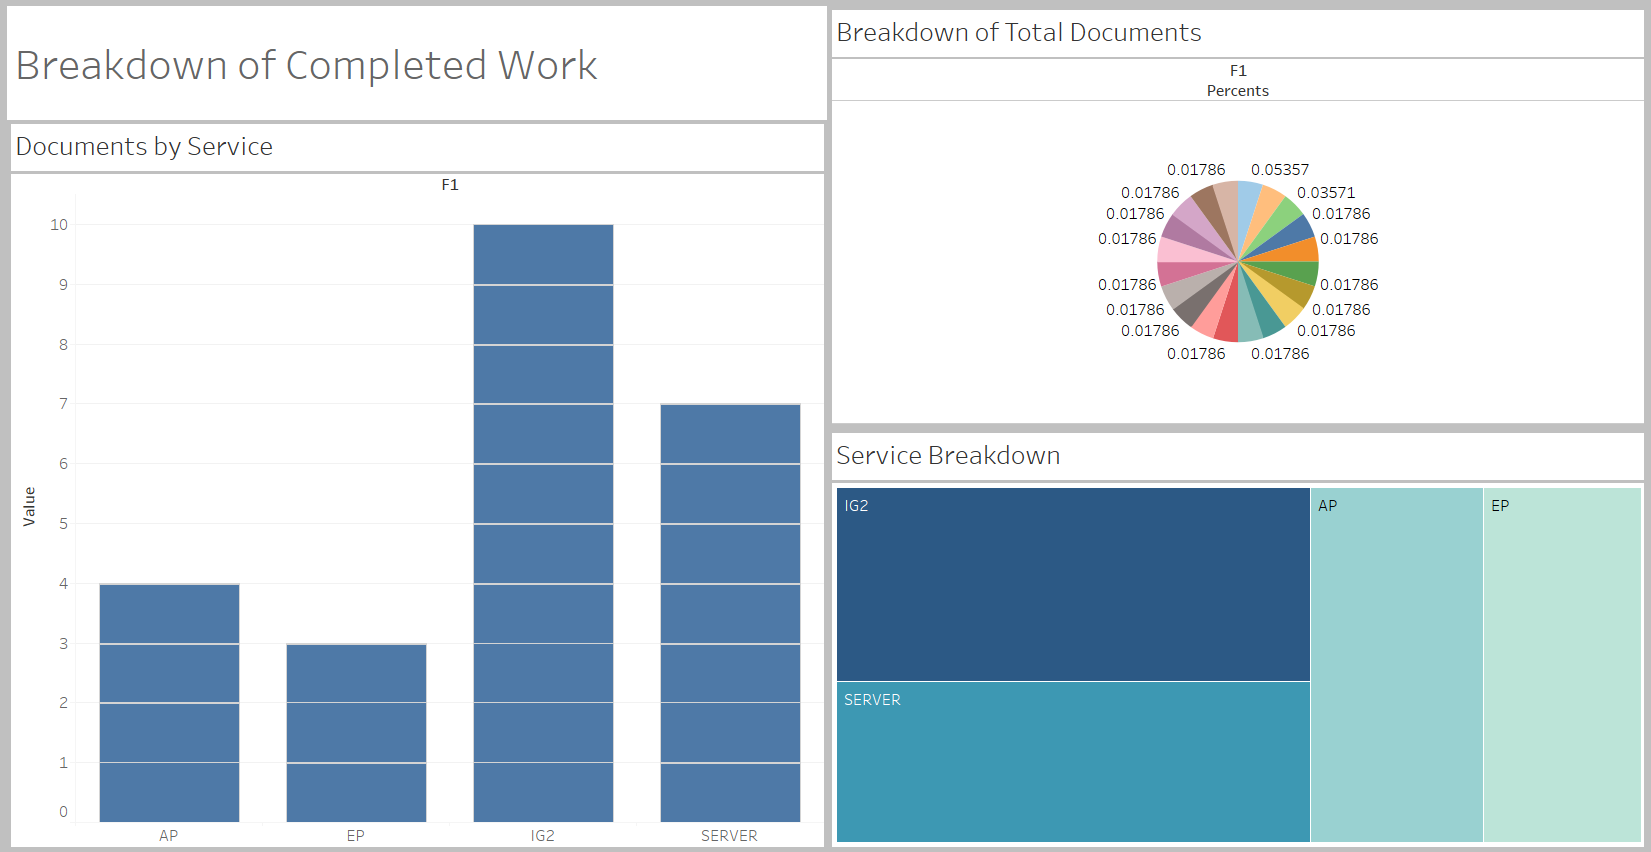 Breakdown of Completed Work
Documents by Service
F1
10
9
8
7
6
5
4
3
2
1
0
Value
AP
EP
IG2
SERVER
Breakdown of Total Documents
F1
Percents
0.01786
0.05357
0.01786
0.03571
0.01786
0.01786
0.01786
0.01786
0.01786
0.01786
0.01786
0.01786
0.01786
0.01786
0.01786
0.01786
Service Breakdown
IG2
AP
EP
SERVER